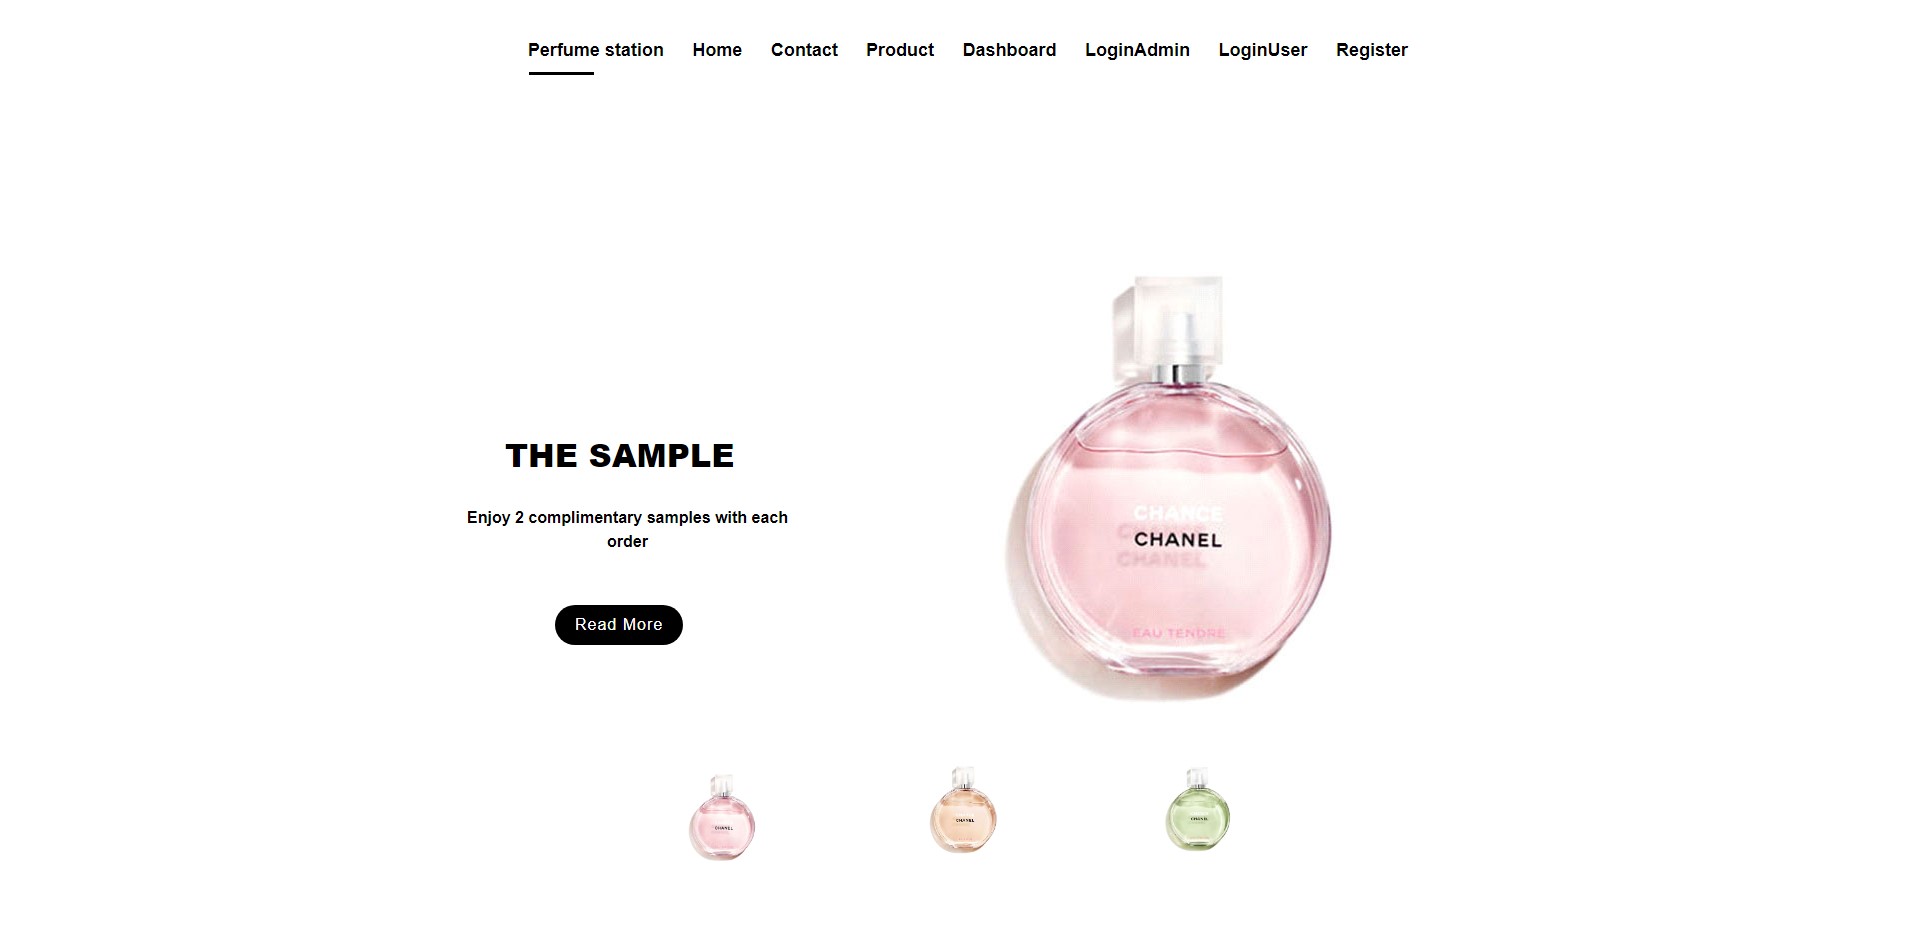 Perfume station Home Contact Product Dashboard LoginAdmin LoginUser Register
THE SAMPLE
Enjoy 2 complimentary samples with each
order
Read More
CHANCE
CHANEL
EAU TENDRE
CHANEL
CHANEL
CHANEL